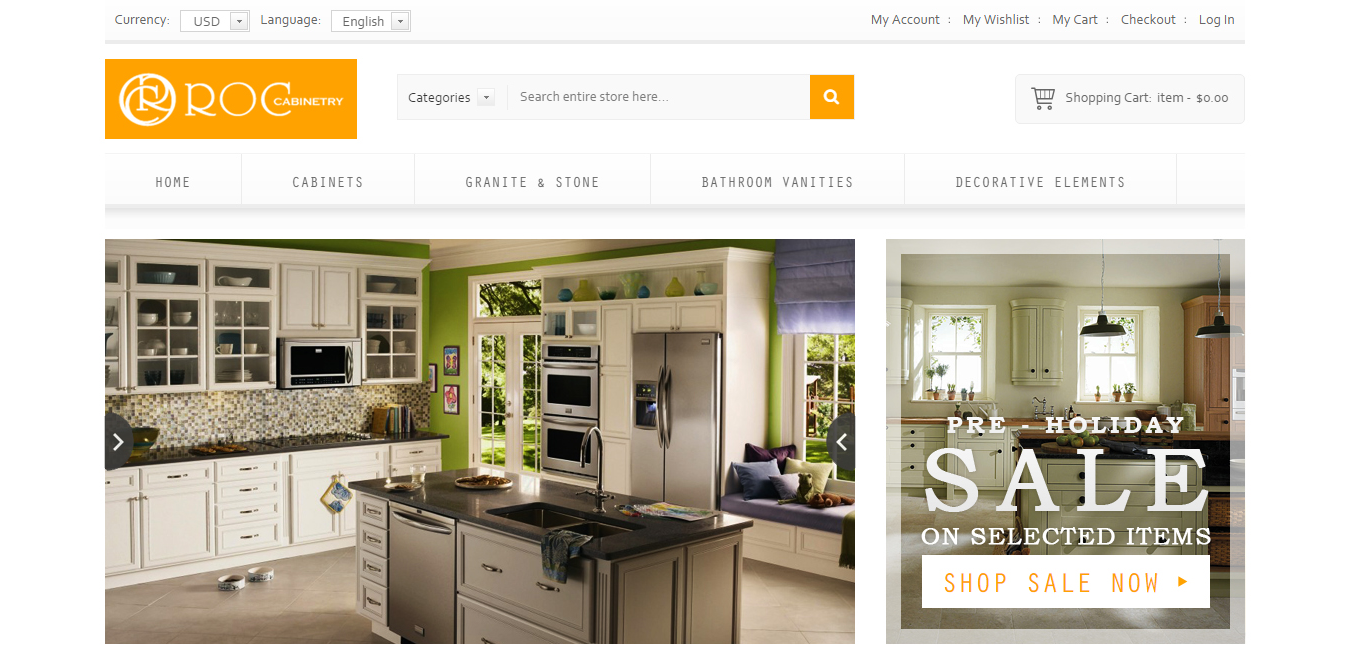 Currency: USD Language: English
My Account : My Wishlist : My Cart : Checkout : Log In
ROC CABINETRY
Categories Search entire store here...
Shopping Cart: item - $0.00
HOME CABINETS GRANITE & STONE BATHROOM VANITIES DECORATIVE ELEMENTS
PRE - HOLIDAY
SALE
ON SELECTED ITEMS
SHOP SALE NOW